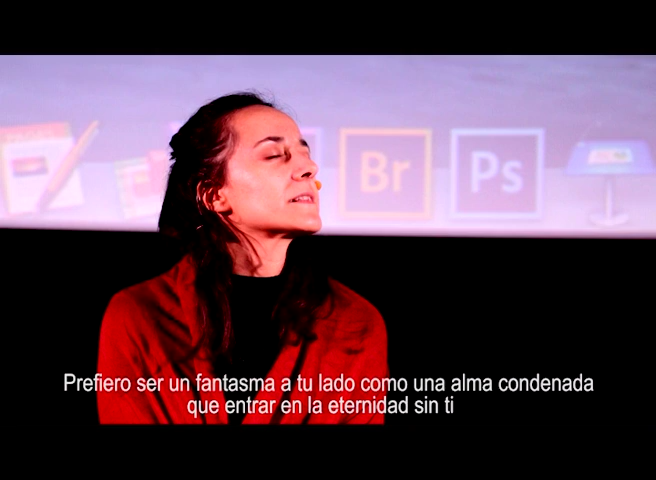 Br
Ps
Prefiero ser un fantasma a tu lado como una alma condenada
que entrar en la eternidad sin ti